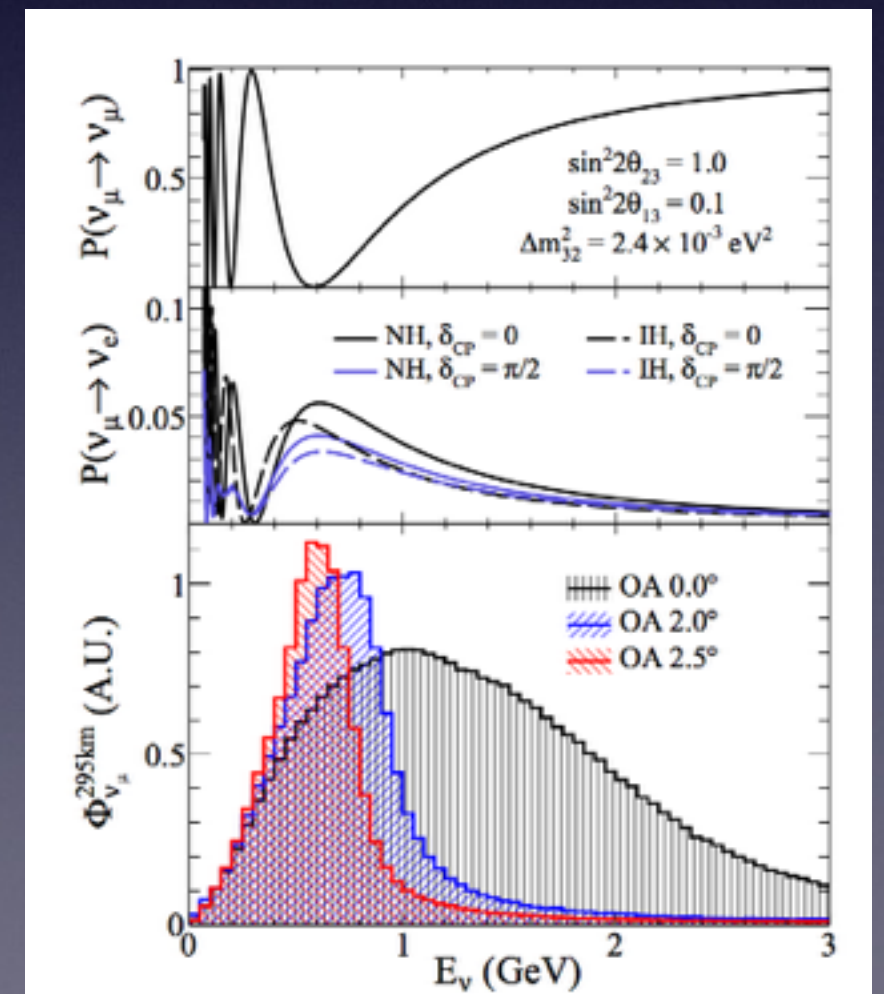 1
0.5
P(νμ→ νμ)
sin²2θ₂₃ = 1.0
sin²2θ₁₃ = 0.1
Δm²₃₂ = 2.4 × 10⁻³ eV²
0.1
0.05
P(νμ→ νe)
NH, δCP = 0
IH, δCP = 0
NH, δCP = π/2
IH, δCP = π/2
1
0.5
0
Φνμ^295km (A.U.)
OA 0.0°
OA 2.0°
OA 2.5°
0 1 2 3
Eν (GeV)